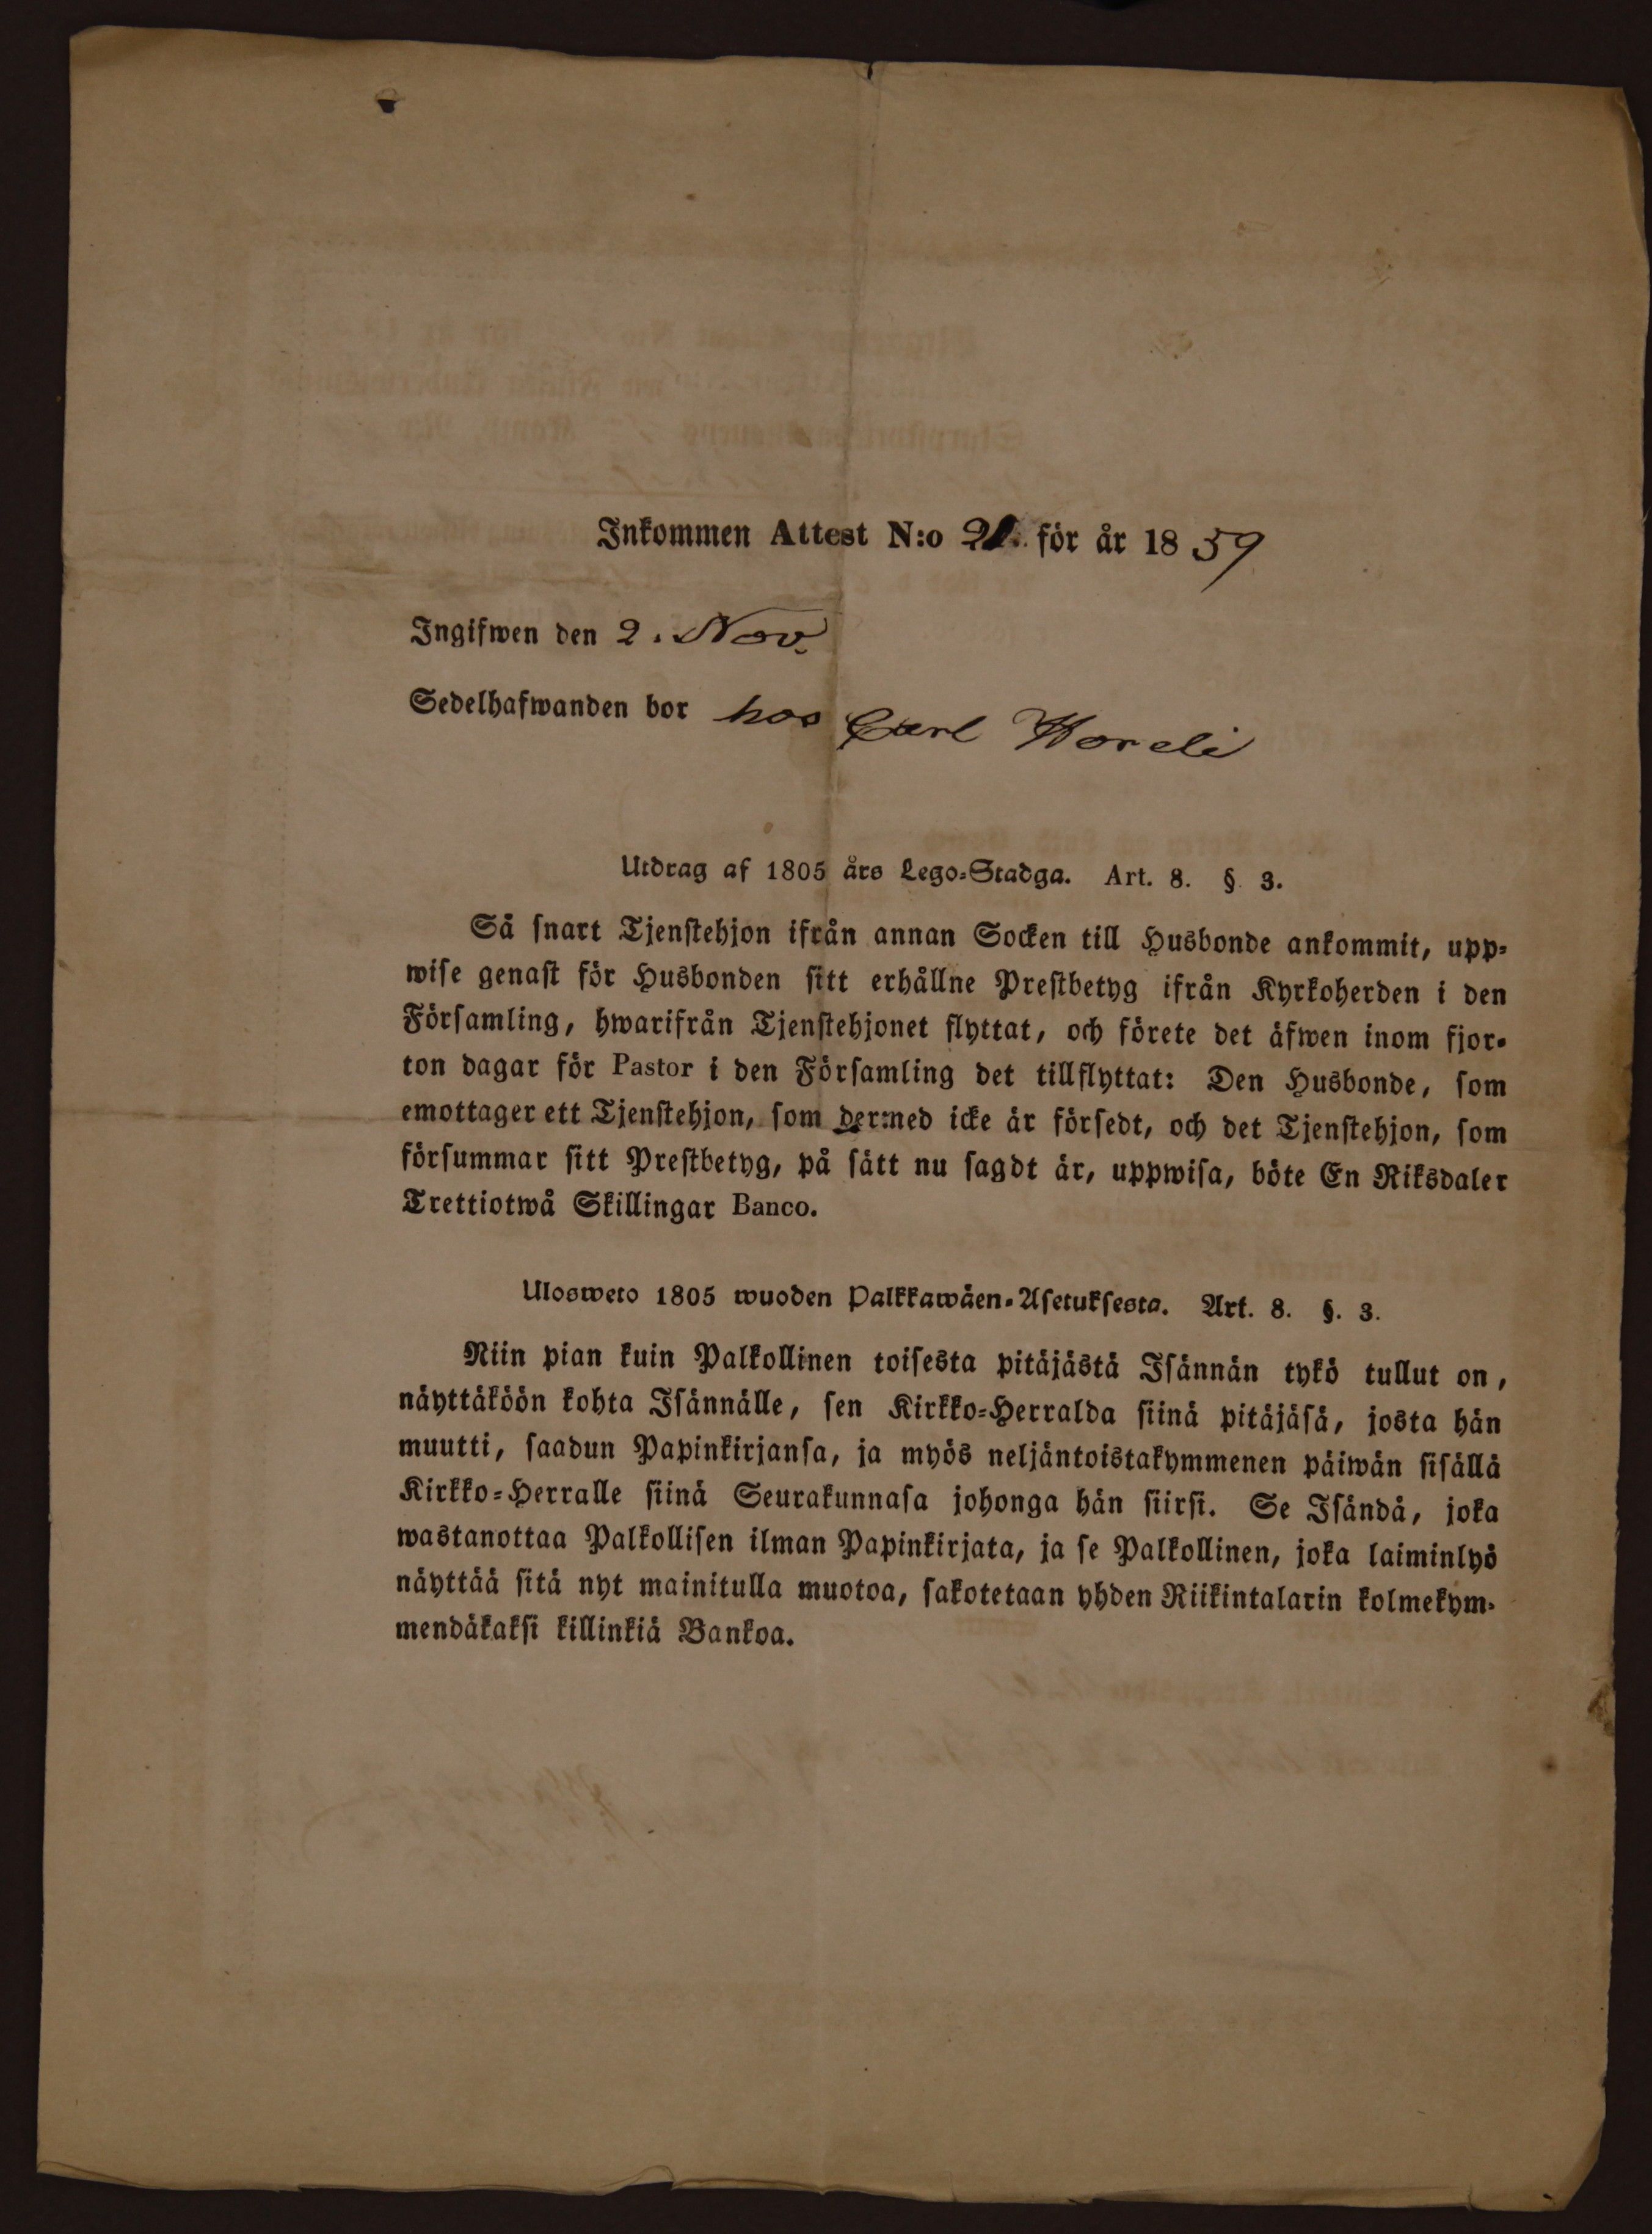 Inkommen Attest N:o 21. för år 1859
Ingifwen den 2. Nov.
Sedelhafwanden bor hos Carl Horeli
Utdrag af 1805 års Lego-Stadga. Art. 8. § 3.
Så snart Tjenstehjon ifrån annan Socken till Husbonde ankommit, upp-
wise genast för Husbonden sitt erhållne Prestbetyg ifrån Kyrkoherden i den
Församling, hwarifrån Tjenstehjonet flyttat, och förete det äfwen inom fjor-
ton dagar för Pastor i den Församling det tillflyttat: Den Husbonde, som
emottager ett Tjenstehjon, som dermed icke är försedt, och det Tjenstehjon, som
försummar sitt Prestbetyg, på sätt nu sagdt är, uppwisa, böte En Riksdaler
Trettiotwå Skillingar Banco.
Ulosweto 1805 wuoden Palkkawäen-Asetuksesta. Art. 8. §. 3.
Niin pian kuin Palkollinen toisesta pitäjästä Isännän tykö tullut on,
näyttäköön kohta Isännälle, sen Kirkko-Herralda siinä pitäjäsä, josta hän
muutti, saadun Papinkirjansa, ja myös neljäntoistakymmenen päiwän sisällä
Kirkko-Herralle siinä Seurakunnasa johonga hän siirsi. Se Isändä, joka
wastanottaa Palkollisen ilman Papinkirjata, ja se Palkollinen, joka laiminlyö
näyttää sitä nyt mainitulla muotoa, sakotetaan yhden Riikintalarin kolmekym-
mendäkaksi killinkiä Bankoa.